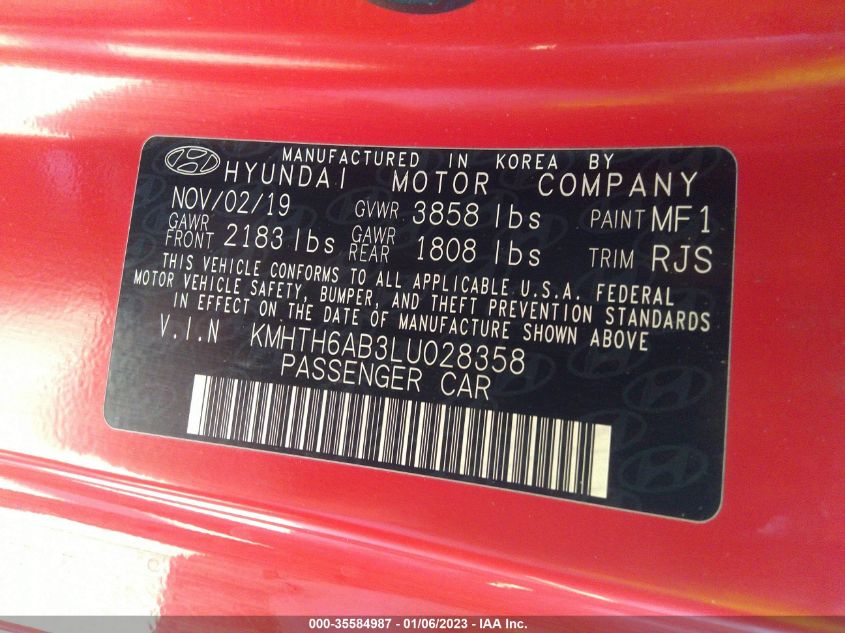 MANUFACTURED IN KOREA BY
HYUNDAI MOTOR COMPANY
NOV/02/19 GVWR 3858 lbs PAINT MF1
GAWR FRONT 2183 lbs GAWR REAR 1808 lbs TRIM RJS
THIS VEHICLE CONFORMS TO ALL APPLICABLE U.S.A. FEDERAL
MOTOR VEHICLE SAFETY, BUMPER, AND THEFT PREVENTION STANDARDS
IN EFFECT ON THE DATE OF MANUFACTURE SHOWN ABOVE
V.I.N KMHTH6AB3LU028358
PASSENGER CAR
000-35584987 - 01/06/2023 - IAA Inc.